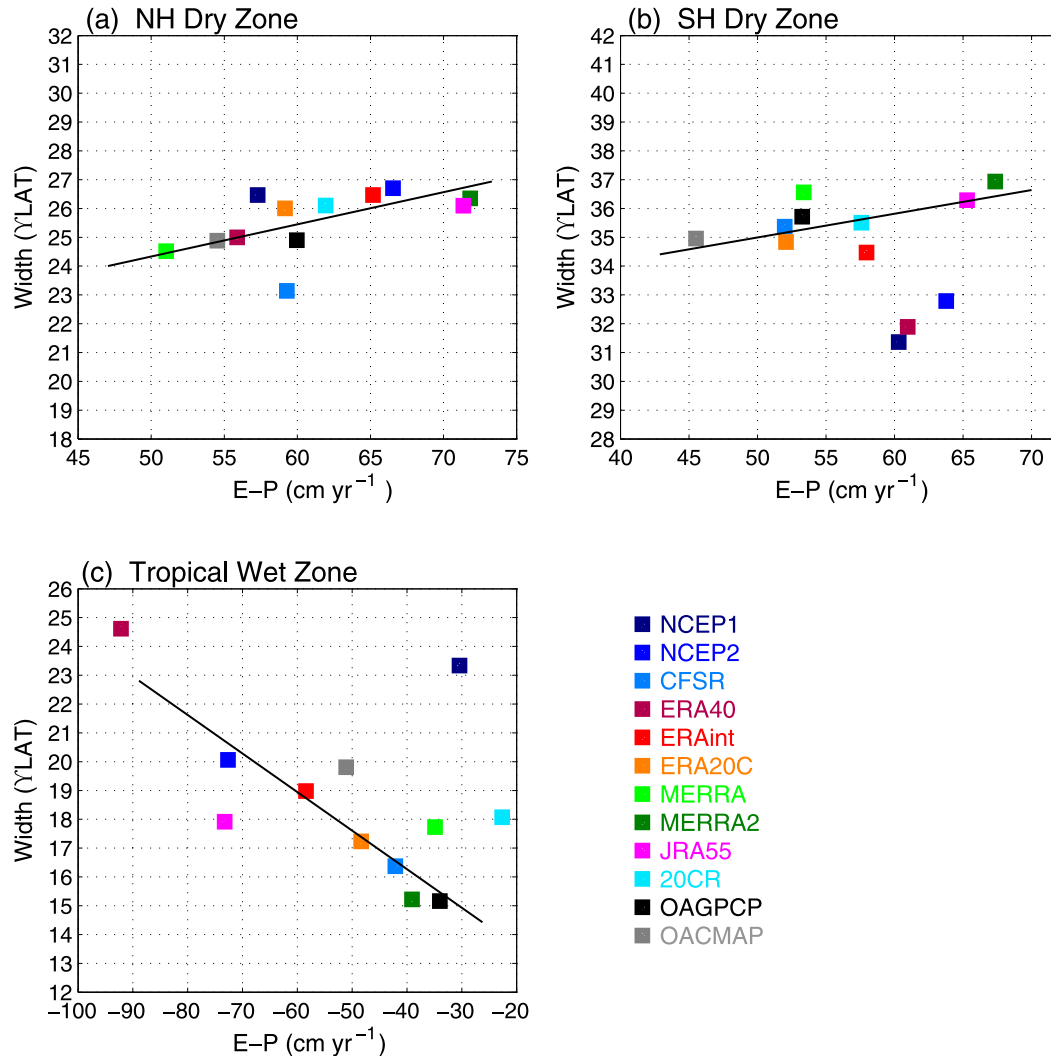 (a) NH Dry Zone
32
31
30
29
28
27
26
25
24
23
22
21
20
19
18
Width (ϒLAT)
45 50 55 60 65 70 75
E–P (cm yr⁻¹ )
(b) SH Dry Zone
42
41
40
39
38
37
36
35
34
33
32
31
30
29
28
Width (ϒLAT)
40 45 50 55 60 65 70
E–P (cm yr⁻¹)
(c) Tropical Wet Zone
26
25
24
23
22
21
20
19
18
17
16
15
14
13
12
Width (ϒLAT)
–100 –90 –80 –70 –60 –50 –40 –30 –20
E–P (cm yr⁻¹)
NCEP1
NCEP2
CFSR
ERA40
ERAint
ERA20C
MERRA
MERRA2
JRA55
20CR
OAGPCP
OACMAP